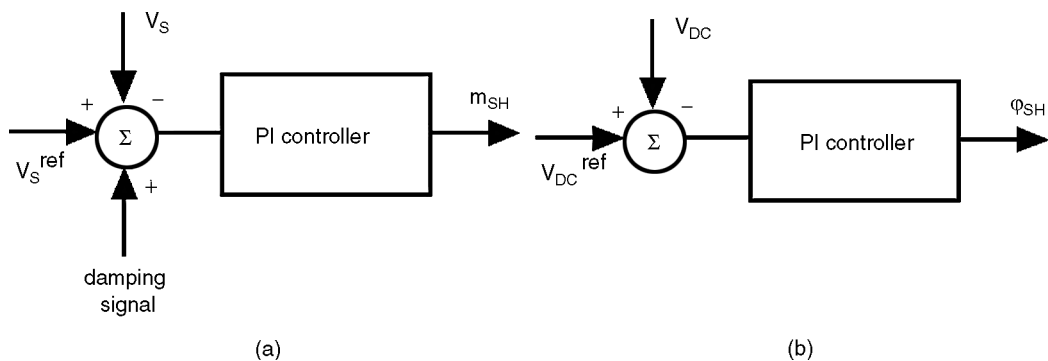 V_S
+
−
Σ
V_S^ref
+
damping
signal
PI controller
m_SH
(a)
V_DC
+
−
Σ
V_DC^ref
PI controller
φ_SH
(b)